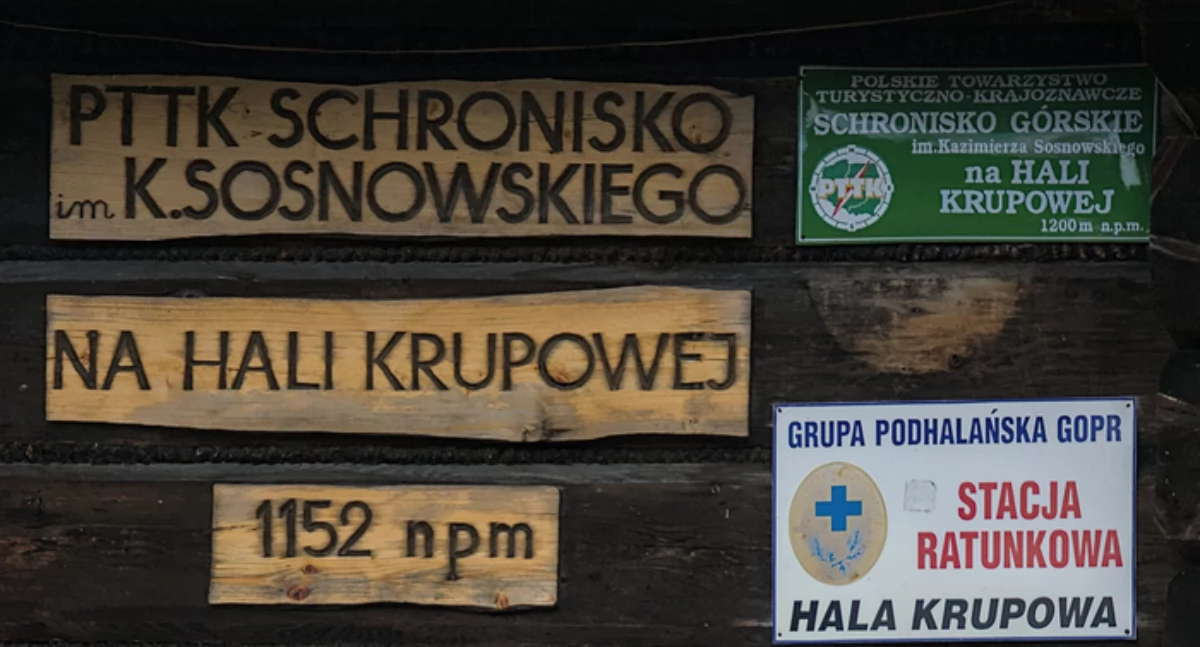 PTTK SCHRONISKO
im K.SOSNOWSKIEGO
NA HALI KRUPOWEJ
1152 npm
POLSKIE TOWARZYSTWO
TURYSTYCZNO-KRAJOZNAWCZE
SCHRONISKO GÓRSKIE
im.Kazimierza Sosnowskiego
na HALI
KRUPOWEJ
1200m n.p.m.
PTTK
GRUPA PODHALAŃSKA GOPR
STACJA
RATUNKOWA
HALA KRUPOWA